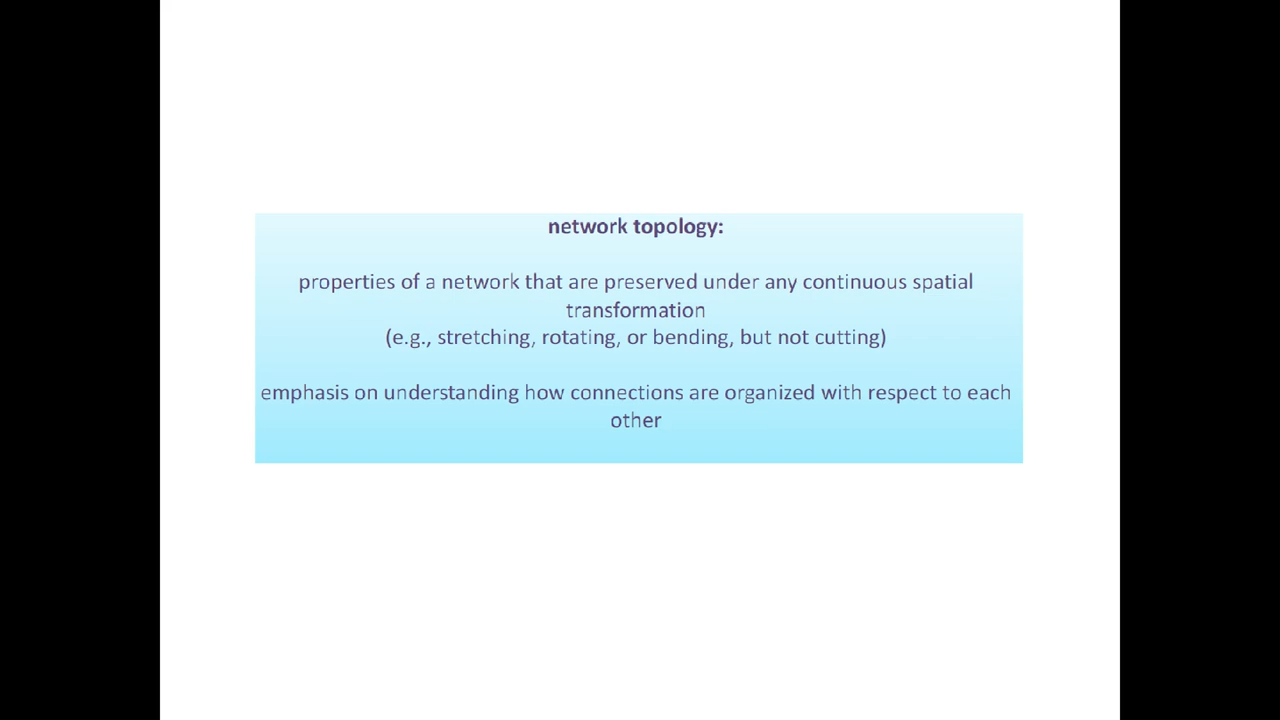 network topology:
properties of a network that are preserved under any continuous spatial
transformation
(e.g., stretching, rotating, or bending, but not cutting)
emphasis on understanding how connections are organized with respect to each
other